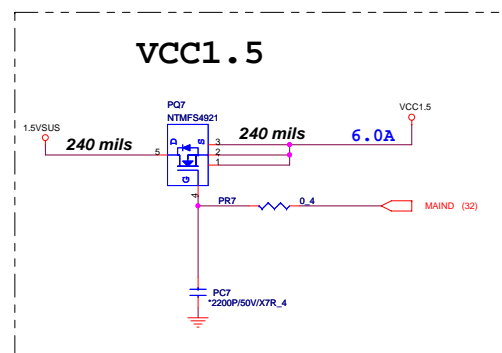 VCC1.5
PQ7
NTMFS4921
1.5VSUS
VCC1.5
240 mils
D
S
G
5
3
2
1
4
240 mils
6.0A
PR7
0_4
MAIND (32)
PC7
*2200P/50V/X7R_4